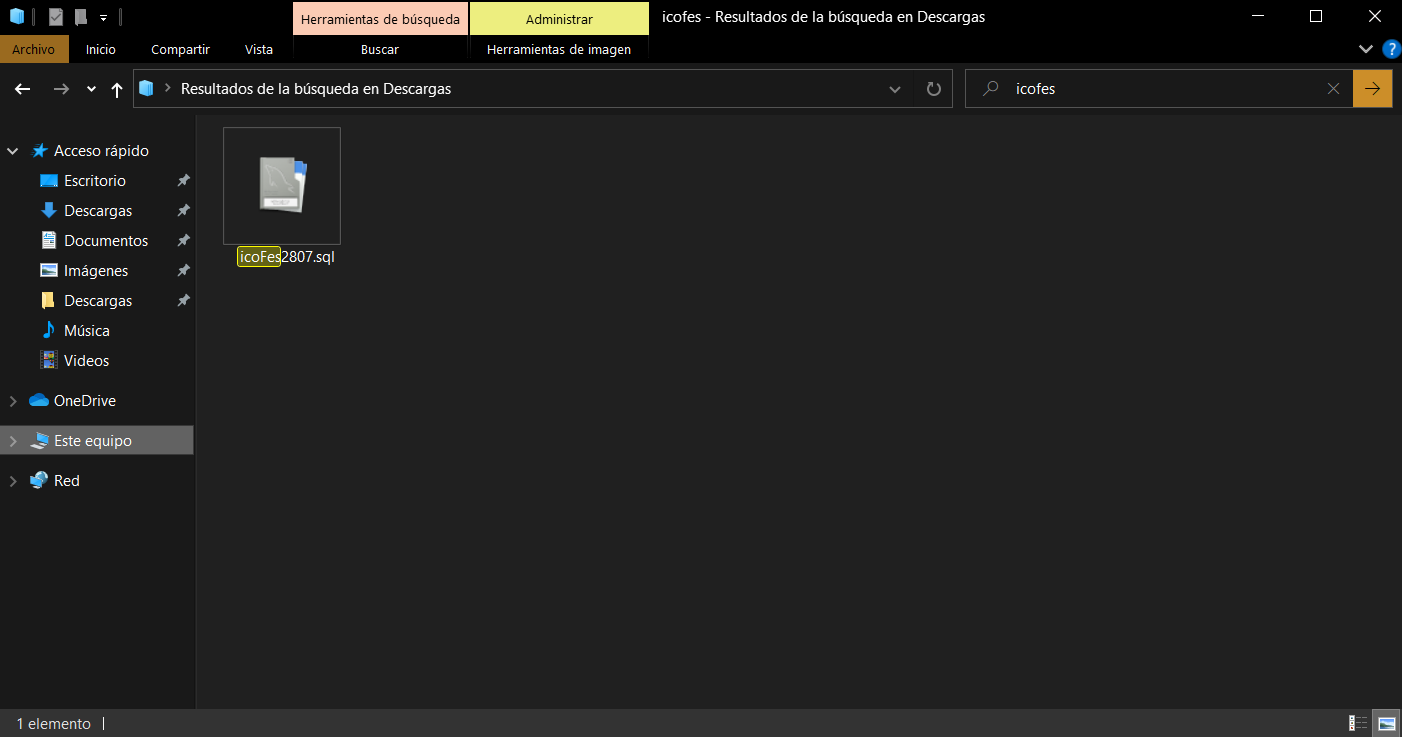 Herramientas de búsqueda
Administrar
icofes - Resultados de la búsqueda en Descargas
Archivo
Inicio
Compartir
Vista
Buscar
Herramientas de imagen
Resultados de la búsqueda en Descargas
icofes
Acceso rápido
Escritorio
Descargas
Documentos
Imágenes
Descargas
Música
Videos
OneDrive
Este equipo
Red
icoFes2807.sql
1 elemento